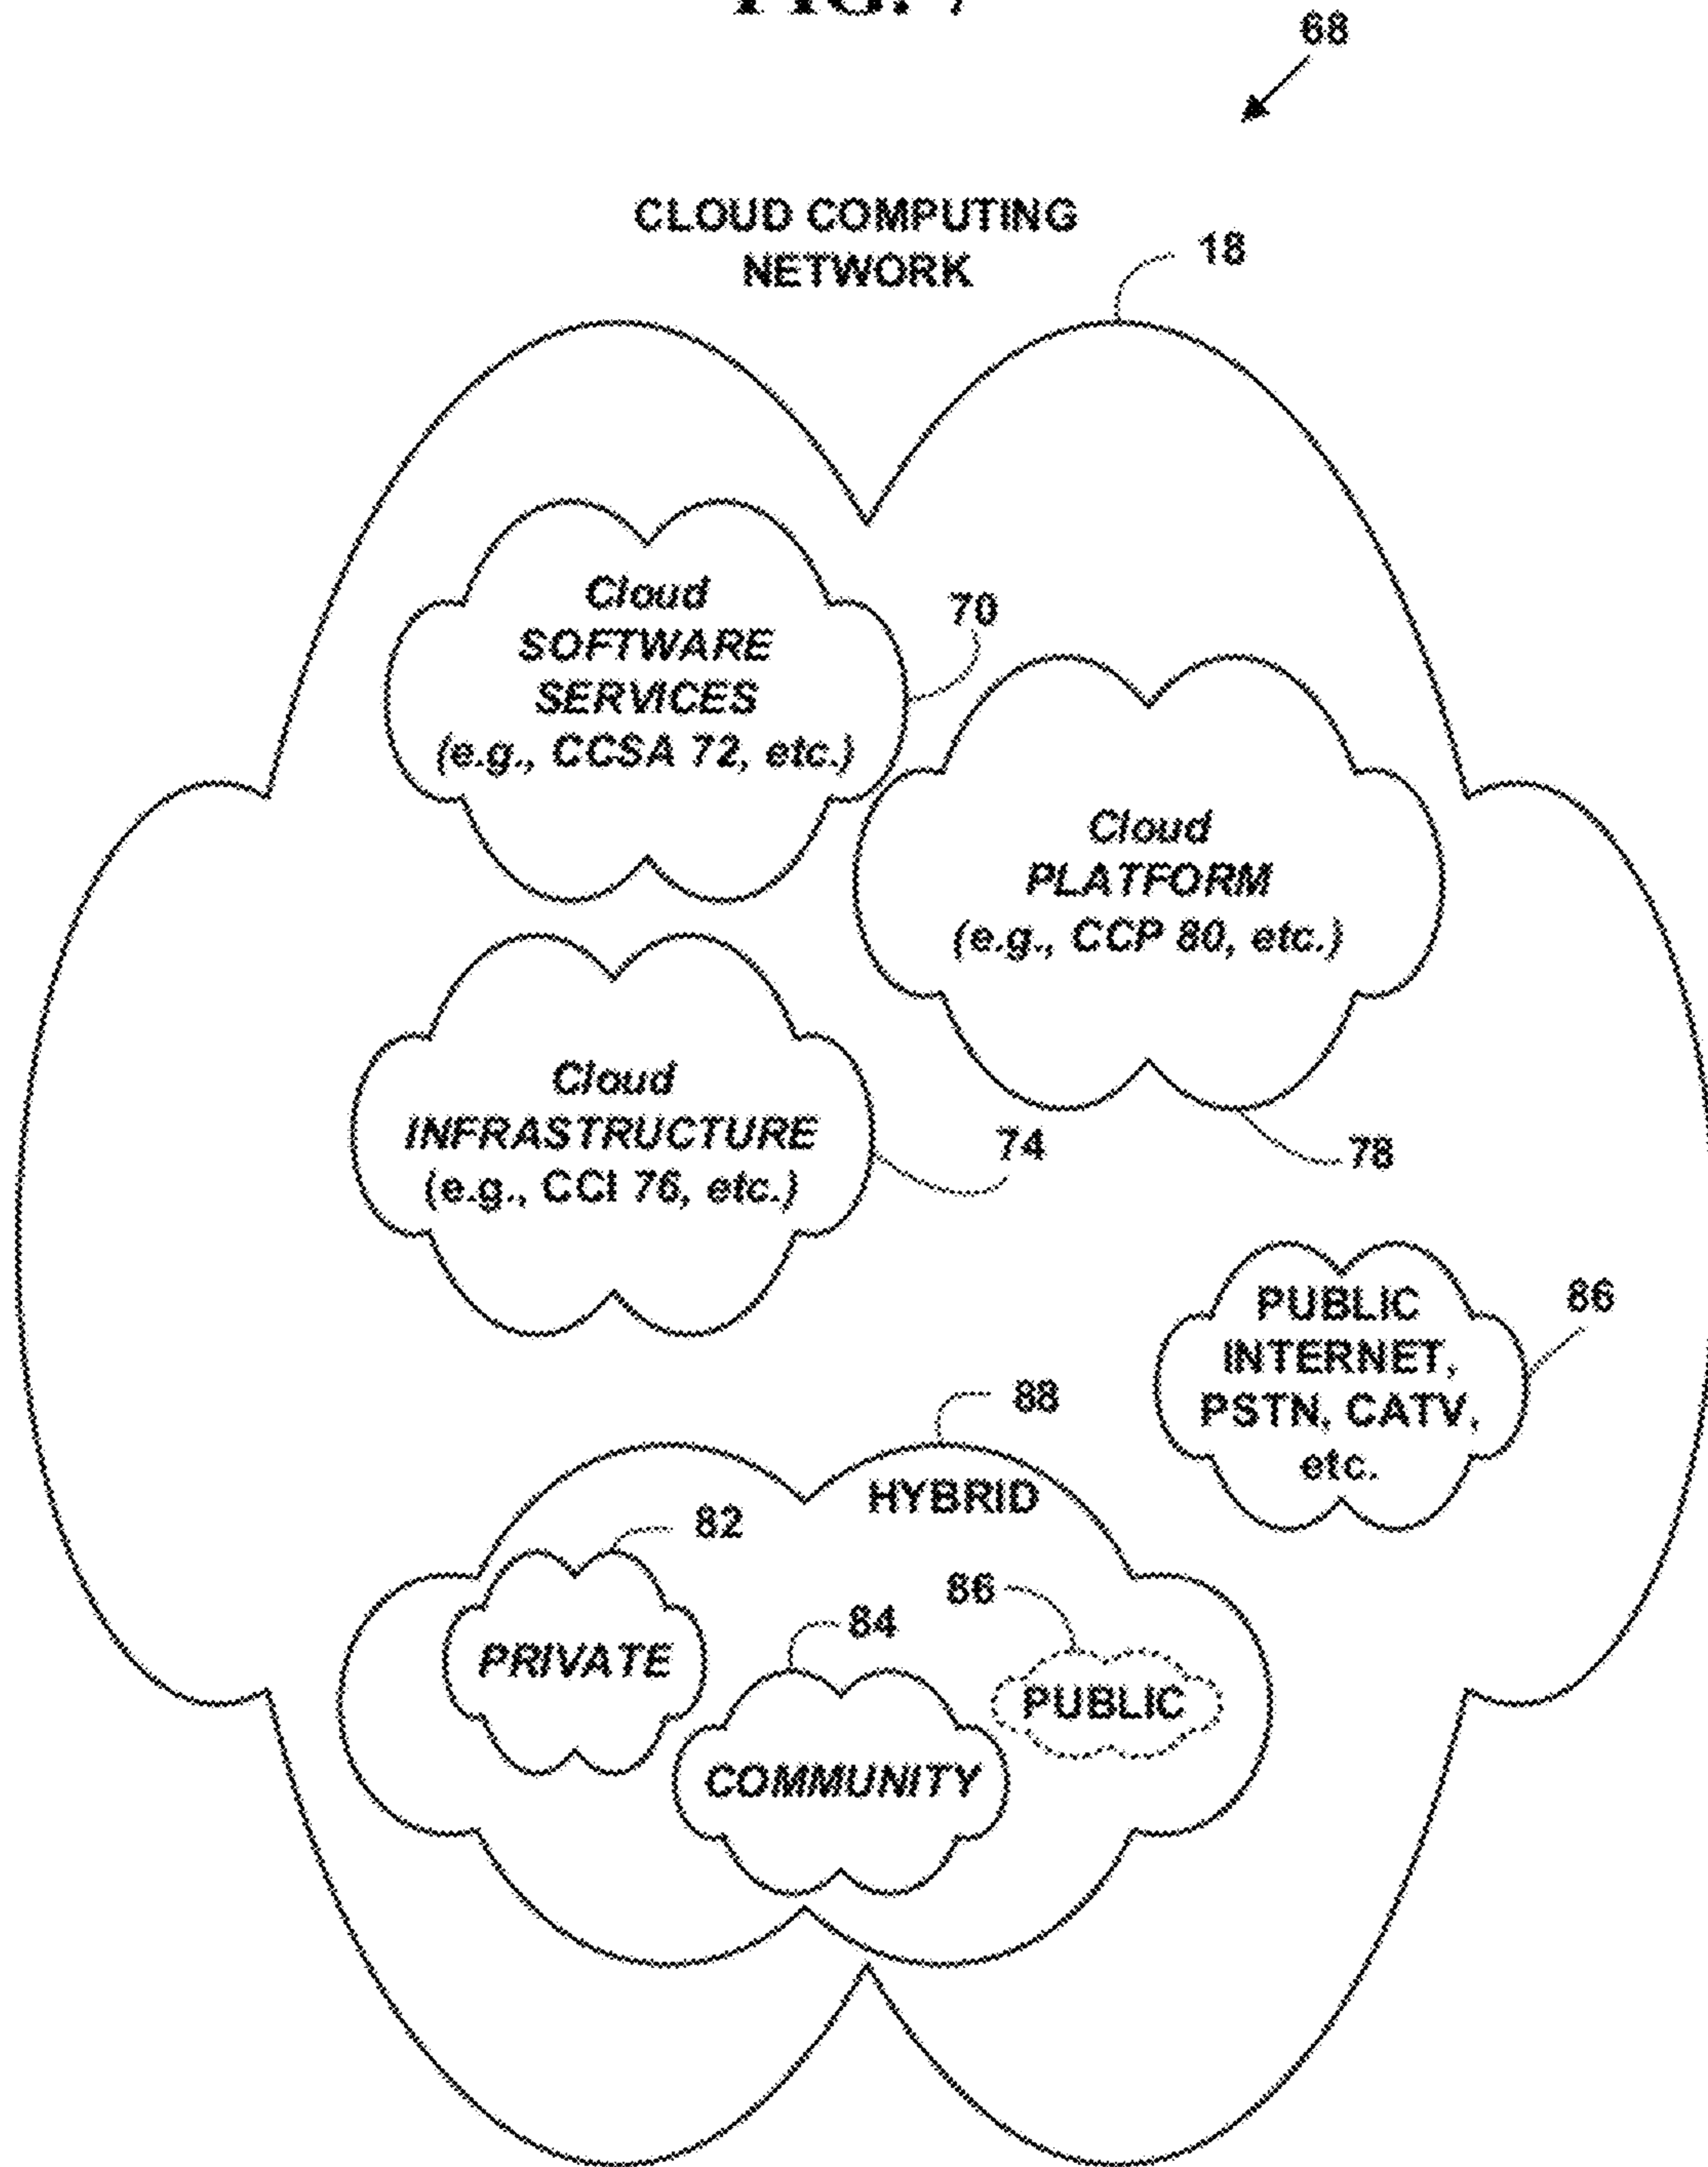 68
CLOUD COMPUTING
NETWORK
18
Cloud
SOFTWARE
SERVICES
(e.g., CCSA 72, etc.)
70
Cloud
PLATFORM
(e.g., CCP 80, etc.)
78
Cloud
INFRASTRUCTURE
(e.g., CCI 76, etc.)
74
PUBLIC
INTERNET,
PSTN, CATV,
etc.
86
88
HYBRID
82
PRIVATE
84
COMMUNITY
86
PUBLIC